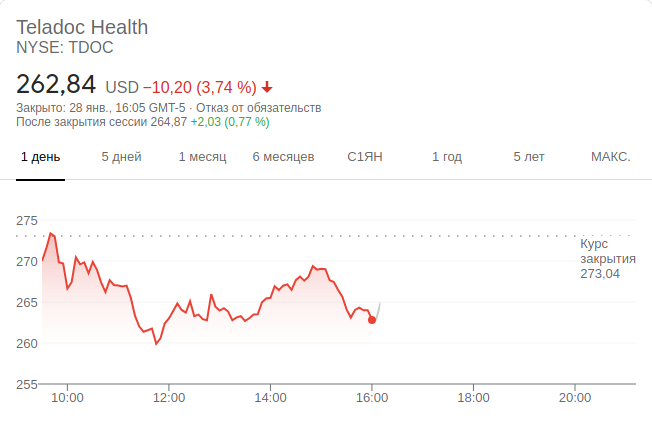 Teladoc Health
NYSE: TDOC
262,84 USD −10,20 (3,74 %)
Закрыто: 28 янв., 16:05 GMT-5 · Отказ от обязательств
После закрытия сессии 264,87 +2,03 (0,77 %)
1 день 5 дней 1 месяц 6 месяцев С1ЯН 1 год 5 лет МАКС.
275
270
265
260
255
Курс
закрытия
273,04
10:00 12:00 14:00 16:00 18:00 20:00